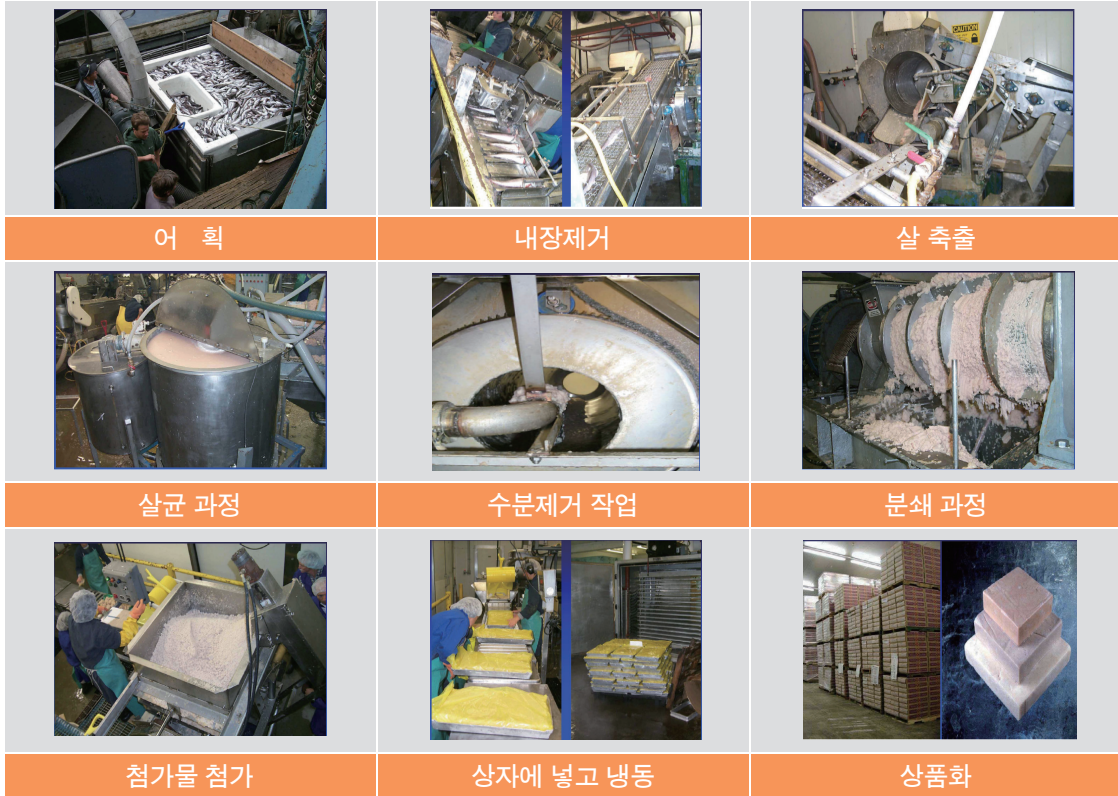 CAUTION
어 획
내장제거
살 축출
살균 과정
수분제거 작업
분쇄 과정
첨가물 첨가
상자에 넣고 냉동
상품화